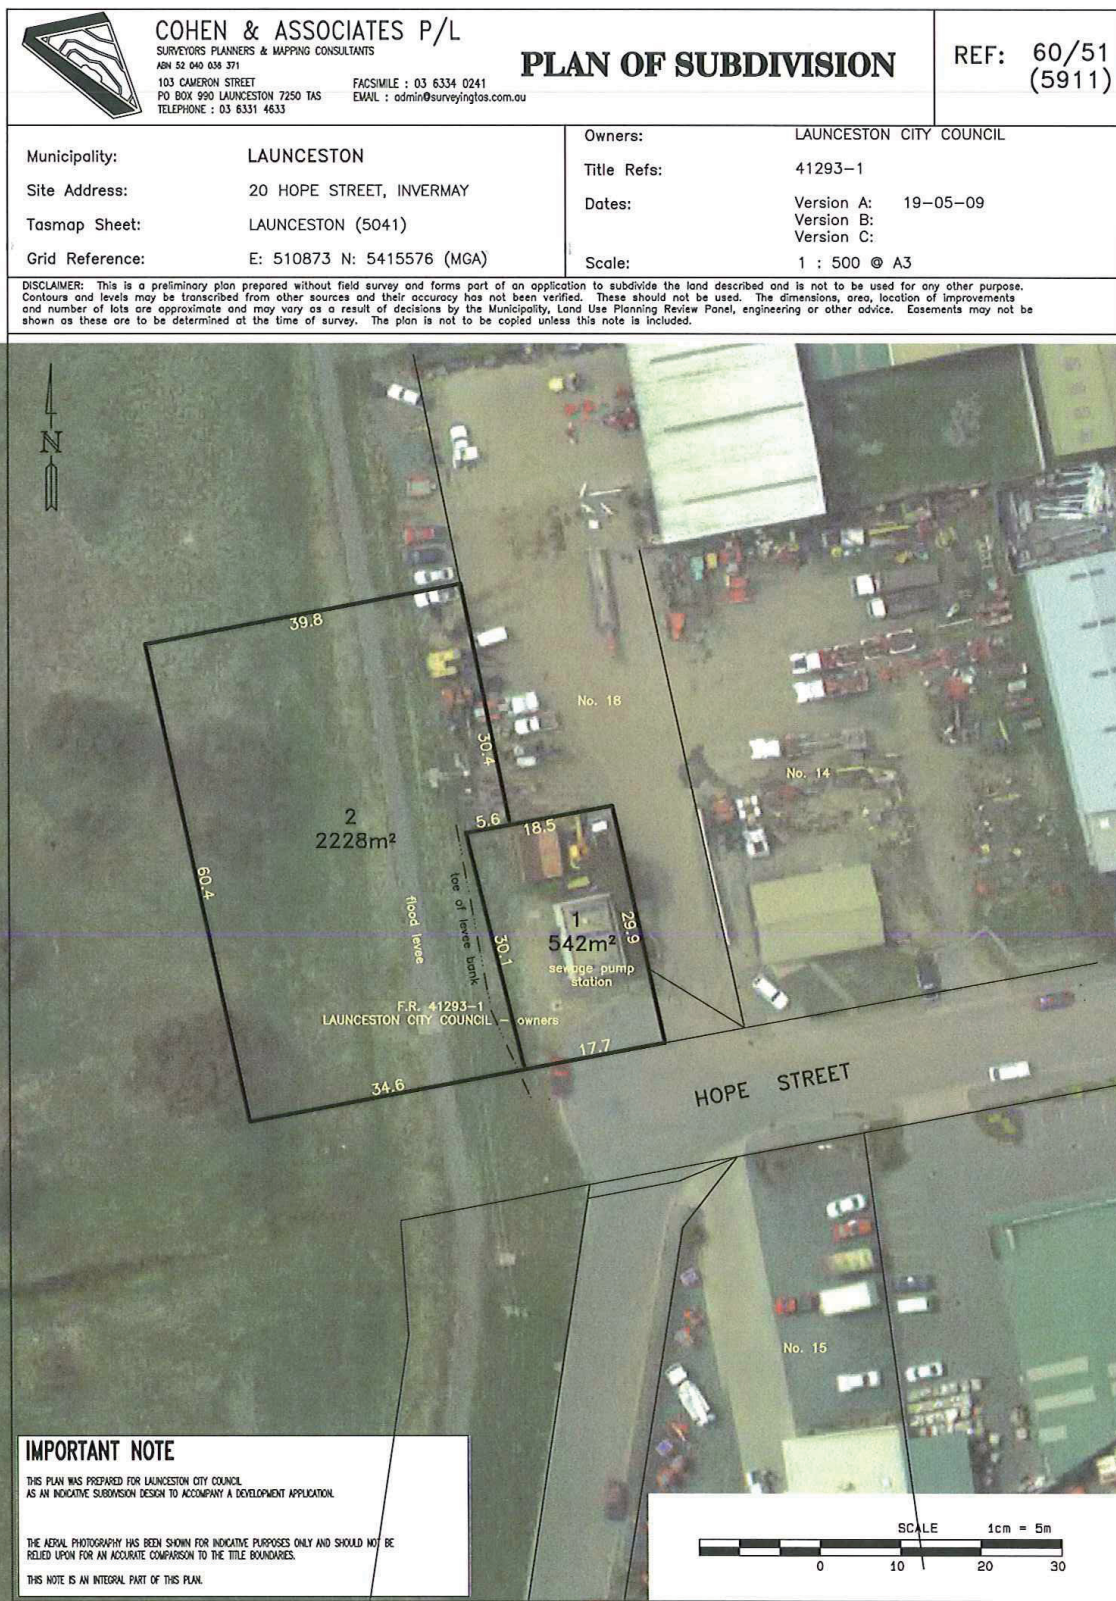 COHEN & ASSOCIATES P/L
SURVEYORS PLANNERS & MAPPING CONSULTANTS
ABN 52 040 036 371
103 CAMERON STREET
PO BOX 990 LAUNCESTON 7250 TAS
TELEPHONE : 03 6331 4633
FACSIMILE : 03 6334 0241
EMAIL : admin@surveyingtas.com.au
PLAN OF SUBDIVISION
REF: 60/51
(5911)
Municipality: LAUNCESTON
Site Address: 20 HOPE STREET, INVERMAY
Tasmap Sheet: LAUNCESTON (5041)
Grid Reference: E: 510873 N: 5415576 (MGA)
Owners: LAUNCESTON CITY COUNCIL
Title Refs: 41293-1
Dates: Version A: 19-05-09
Version B:
Version C:
Scale: 1 : 500 @ A3
DISCLAIMER: This is a preliminary plan prepared without field survey and forms part of an application to subdivide the land described and is not to be used for any other purpose.
Contours and levels may be transcribed from other sources and their accuracy has not been verified. These should not be used. The dimensions, area, location of improvements
and number of lots are approximate and may vary as a result of decisions by the Municipality, Land Use Planning Review Panel, engineering or other advice. Easements may not be
shown as these are to be determined at the time of survey. The plan is not to be copied unless this note is included.
N
39.8
No. 18
30.4
No. 14
2
2228m²
5.6
18.5
60.4
toe of levee bank
flood levee
30.1
1
542m²
29.9
sewage pump
station
F.R. 41293-1
LAUNCESTON CITY COUNCIL - owners
17.7
34.6
HOPE STREET
No. 15
IMPORTANT NOTE
THIS PLAN WAS PREPARED FOR LAUNCESTON CITY COUNCIL
AS AN INDICATIVE SUBDIVISION DESIGN TO ACCOMPANY A DEVELOPMENT APPLICATION.
THE AERIAL PHOTOGRAPHY HAS BEEN SHOWN FOR INDICATIVE PURPOSES ONLY AND SHOULD NOT BE
RELIED UPON FOR AN ACCURATE COMPARISON TO THE TITLE BOUNDARIES.
THIS NOTE IS AN INTEGRAL PART OF THIS PLAN.
SCALE 1cm = 5m
0 10 20 30